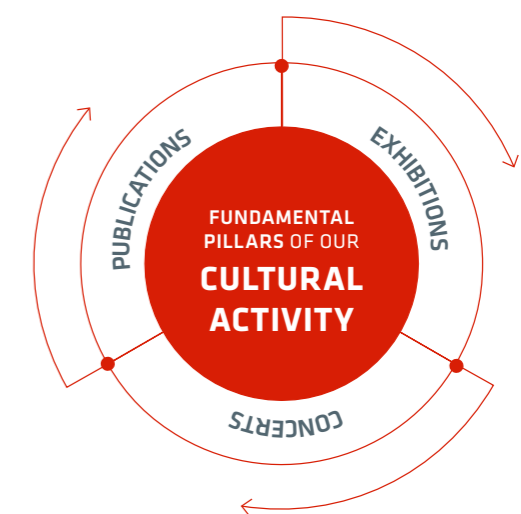 FUNDAMENTAL
PILLARS OF OUR
CULTURAL
ACTIVITY
EXHIBITIONS
CONCERTS
PUBLICATIONS